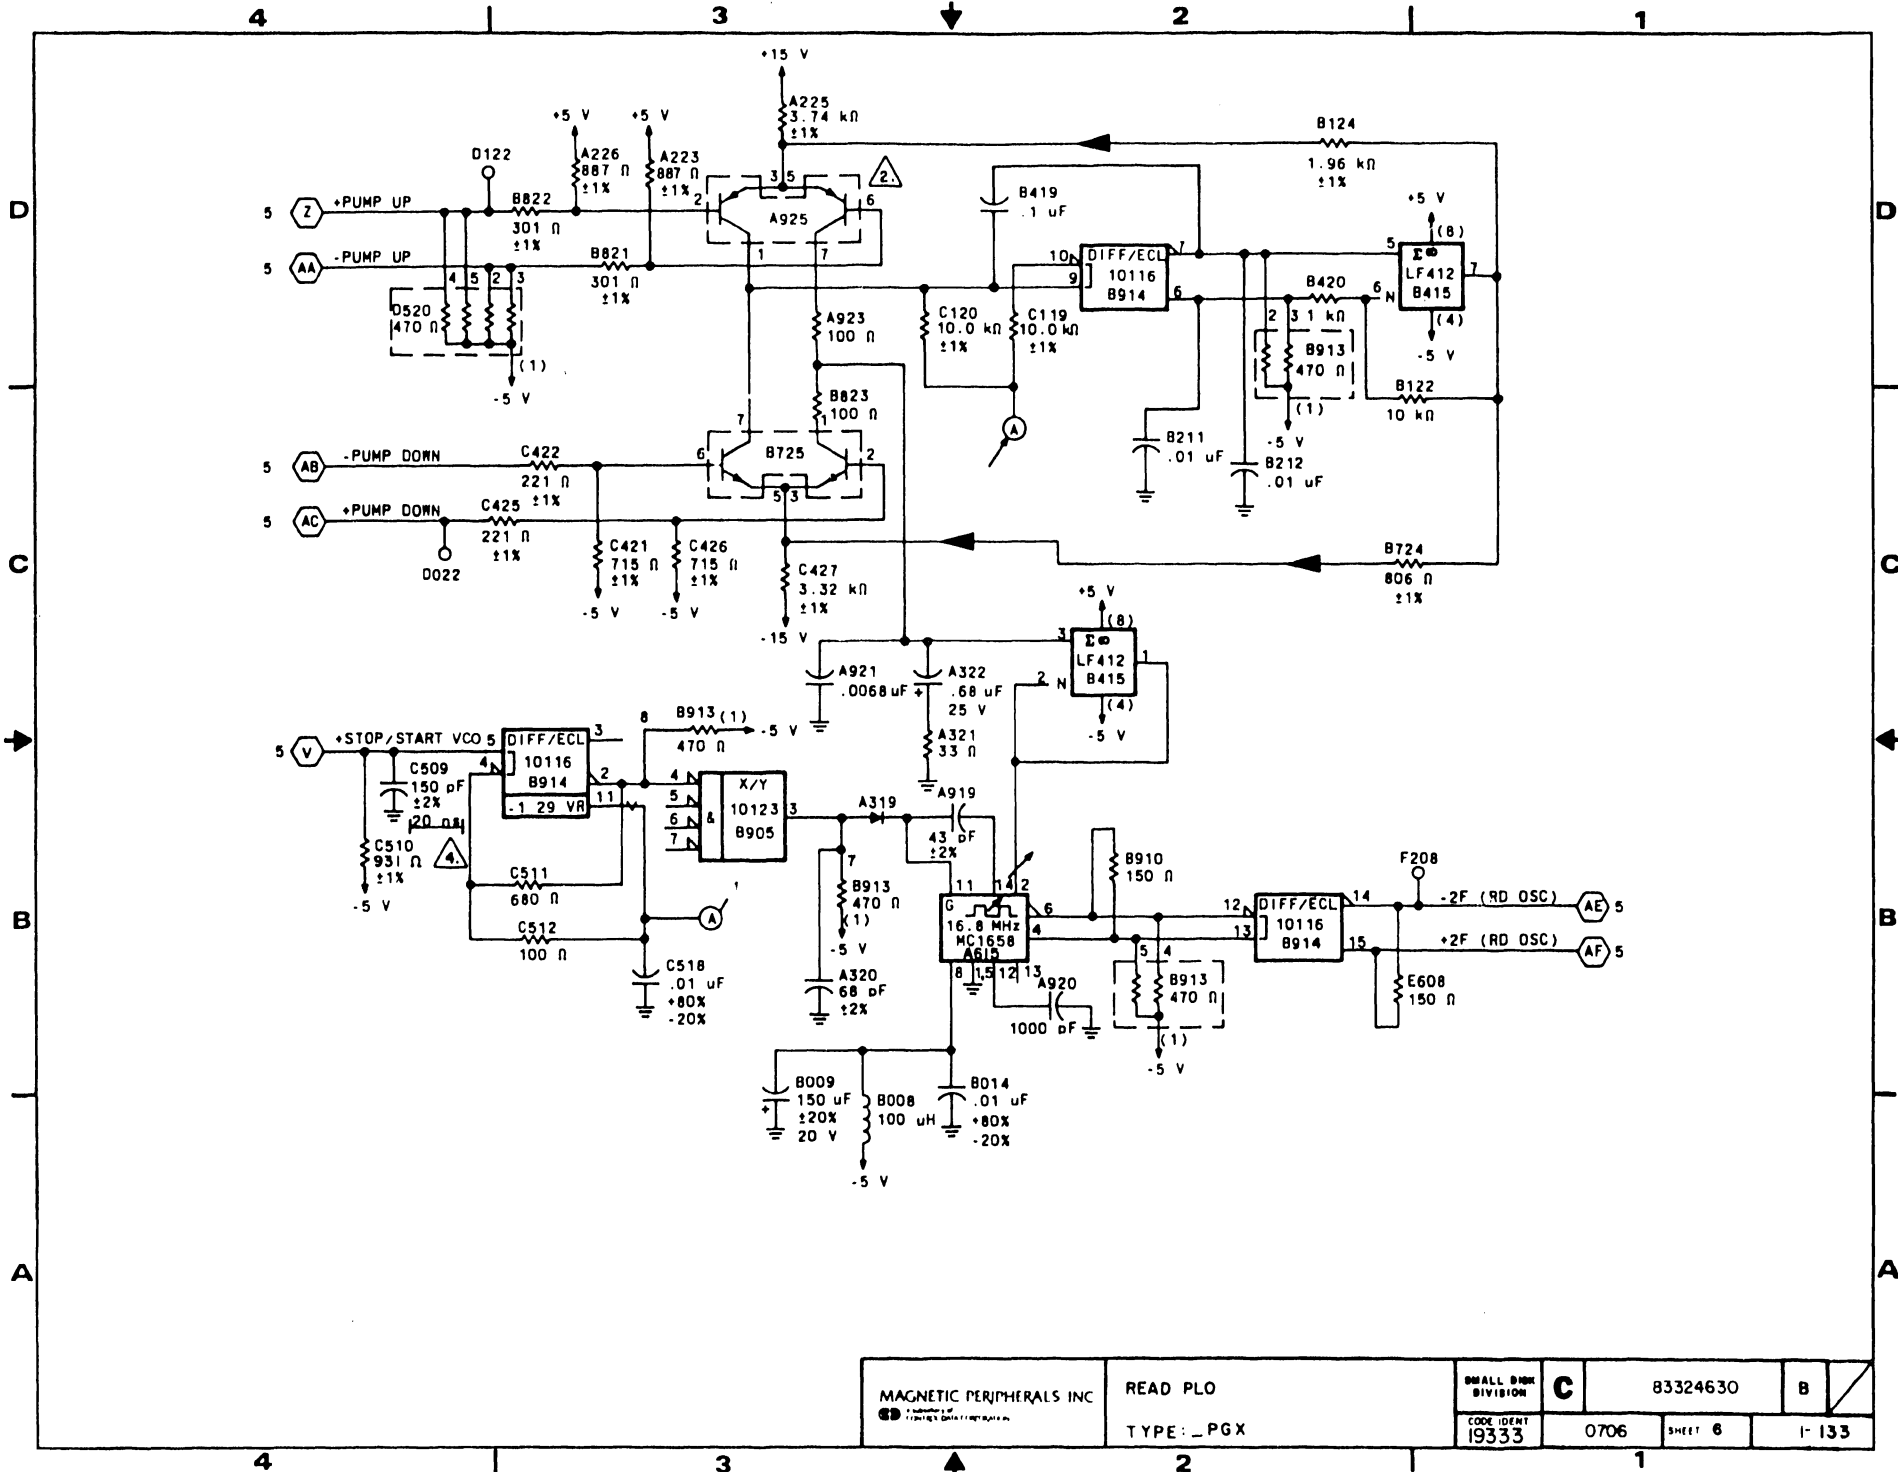 4 3 2 1
D
C
B
A
+15 V
A225
3.74 kΩ
±1%
+5 V
+5 V
D122
A226
887 Ω
±1%
A223
887 Ω
±1%
3 5
2.
5 Z +PUMP UP
B822
301 Ω
±1%
2
A925
6
5 AA -PUMP UP
B821
301 Ω
±1%
1 7
4 5 2 3
D520
470 Ω
(1)
-5 V
A923
100 Ω
B823
100 Ω
B124
1.96 kΩ
±1%
B419
.1 uF
10
9
DIFF/ECL
10116
B914
7
6
C120
10.0 kΩ
±1%
C119
10.0 kΩ
±1%
A
+5 V
(8)
5
Σ∞
LF412
B415
7
6 N
(4)
-5 V
B420
1 kΩ
2 3
B913
470 Ω
(1)
-5 V
B122
10 kΩ
B211
.01 uF
B212
.01 uF
7 1
5 AB -PUMP DOWN
C422
221 Ω
±1%
6
B725
2
5 3
5 AC +PUMP DOWN
C425
221 Ω
±1%
D022
C421
715 Ω
±1%
-5 V
C426
715 Ω
±1%
-5 V
C427
3.32 kΩ
±1%
-15 V
B724
806 Ω
±1%
+5 V
(8)
3
Σ∞
LF412
B415
1
2 N
(4)
-5 V
A921
.0068uF
A322
+ .68 uF
25 V
A321
33 Ω
5 V +STOP/START VCO
5
4
DIFF/ECL
10116
B914
-1.29 VR
3
2
11
C509
150 pF
±2%
20 ns
4.
C510
931 Ω
±1%
-5 V
8
B913 (1)
470 Ω
-5 V
4
5
6
7
&
X/Y
10123
B905
3
C511
680 Ω
C512
100 Ω
A
C518
.01 uF
+80%
-20%
7
B913
470 Ω
(1)
-5 V
A320
68 pF
±2%
A319
A919
43 pF
±2%
11 14 2
G
16.8 MHz
MC1658
A615
6
4
8 1,5 12 13
A920
1000 pF
B910
150 Ω
5 4
B913
470 Ω
(1)
-5 V
12
13
DIFF/ECL
10116
B914
14
15
F208
-2F (RD OSC) AE 5
+2F (RD OSC) AF 5
E608
150 Ω
B009
150 uF
±20%
20 V
+
B008
100 uH
-5 V
B014
.01 uF
+80%
-20%
D
C
B
A
MAGNETIC PERIPHERALS INC
READ PLO
TYPE:_PGX
SMALL DISK
DIVISION
C
83324630
B
CODE IDENT
19333
0706
SHEET 6
1-133
4 3 2 1